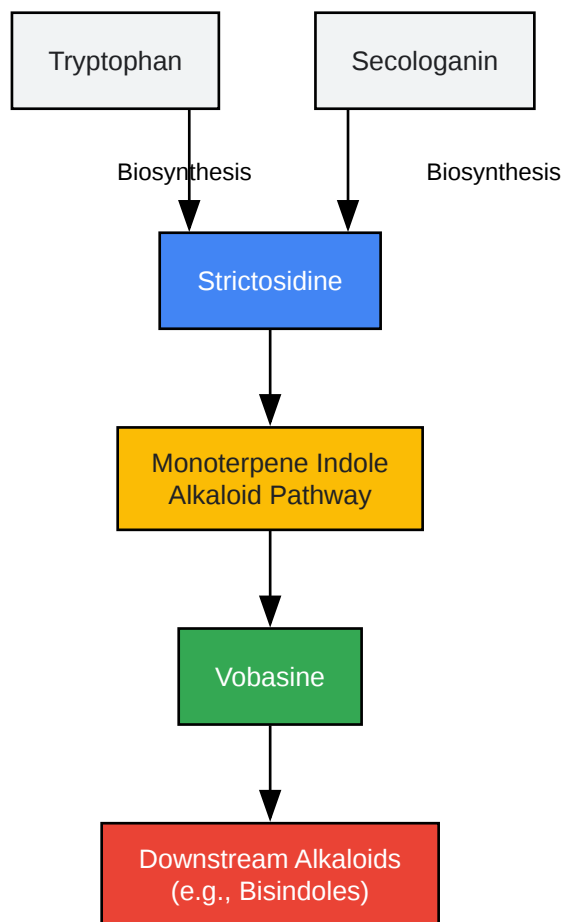 Tryptophan
Secologanin
Biosynthesis
Biosynthesis
Strictosidine
Monoterpene Indole
Alkaloid Pathway
Vobasine
Downstream Alkaloids
(e.g., Bisindoles)